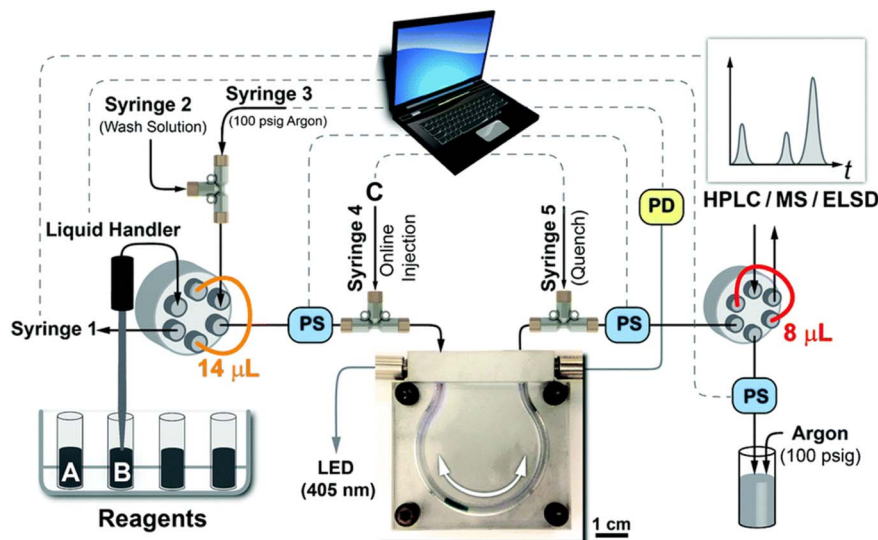 Syringe 2
(Wash Solution)
Syringe 3
(100 psig Argon)
t
HPLC / MS / ELSD
C
Syringe 4
Online
Injection
Syringe 5
(Quench)
PD
Liquid Handler
Syringe 1
14 μL
PS
PS
8 μL
PS
A
B
Reagents
LED
(405 nm)
1 cm
Argon
(100 psig)